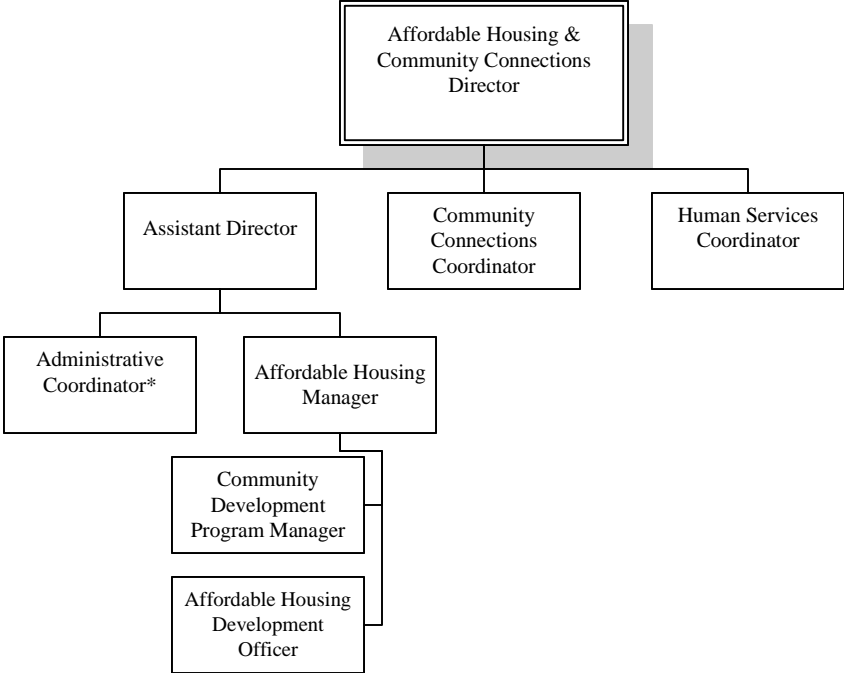 Affordable Housing &
Community Connections
Director
Assistant Director
Community
Connections
Coordinator
Human Services
Coordinator
Administrative
Coordinator*
Affordable Housing
Manager
Community
Development
Program Manager
Affordable Housing
Development
Officer